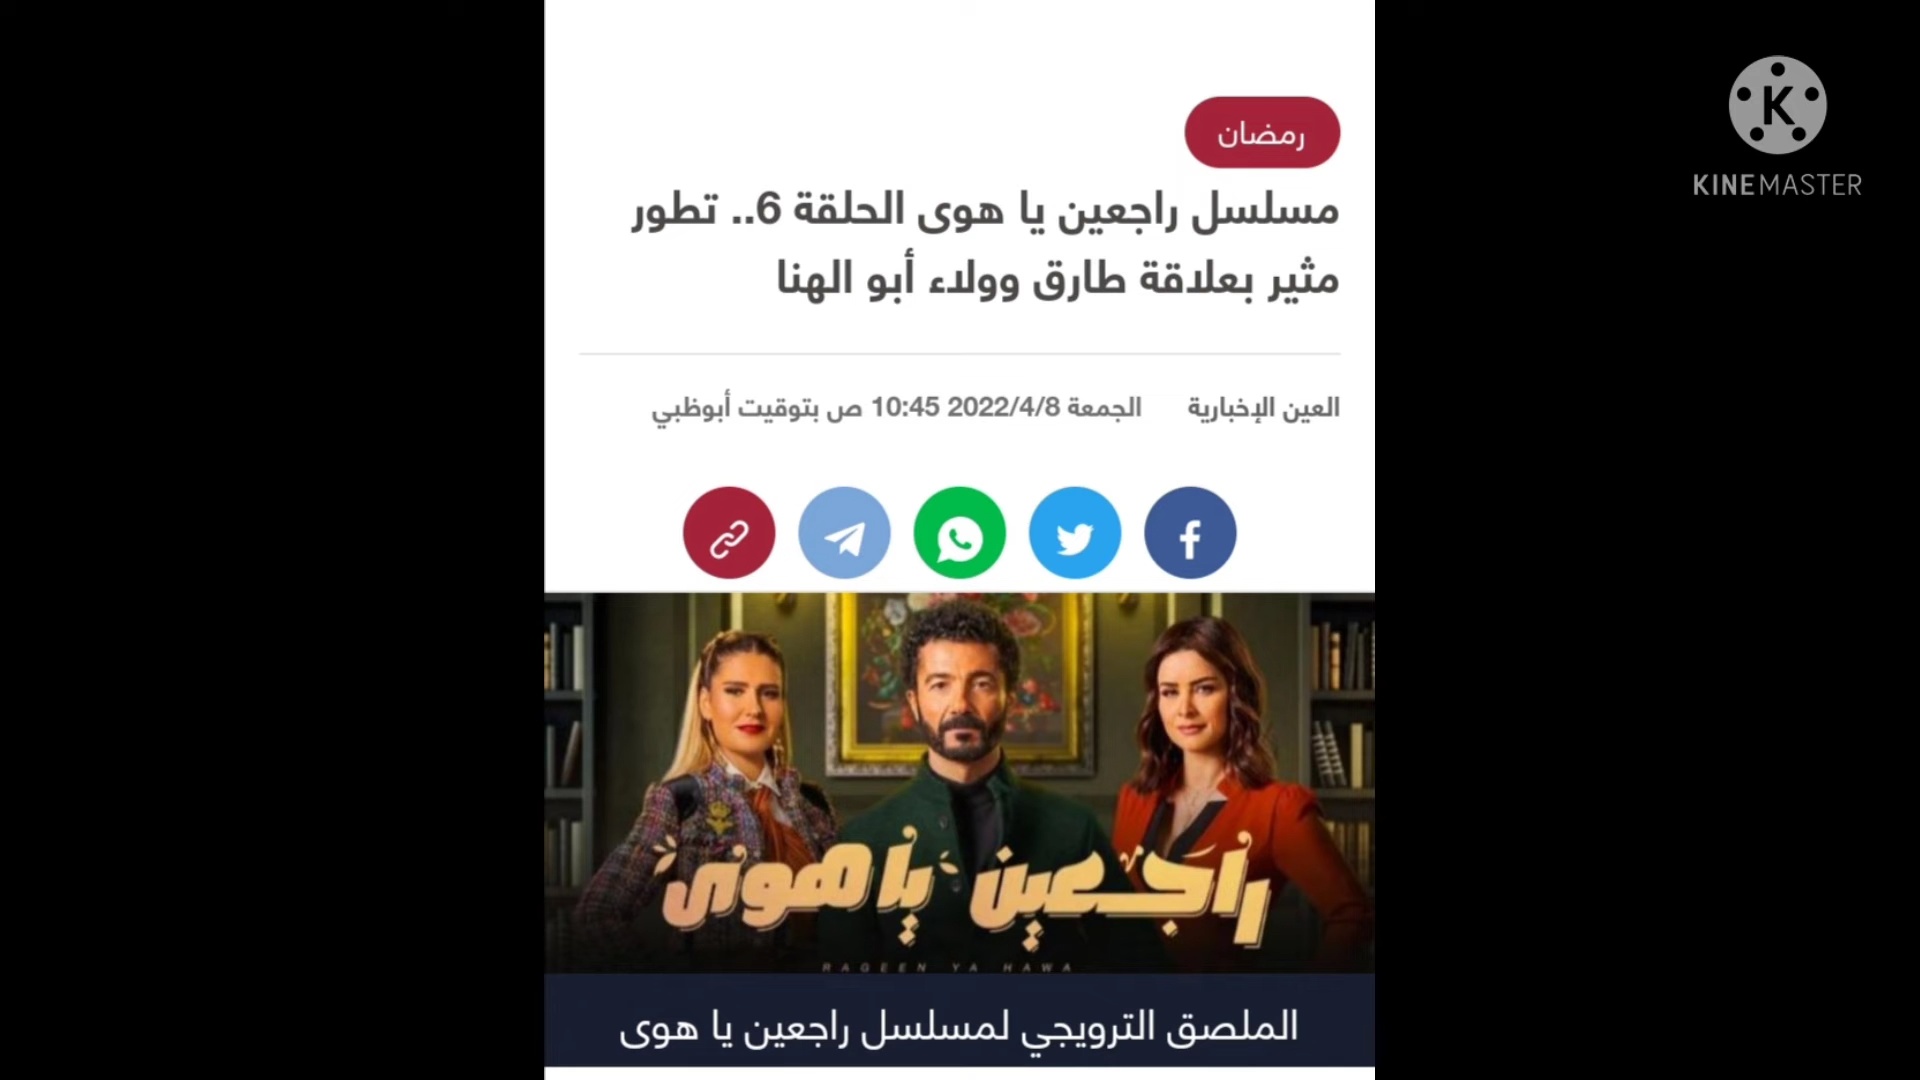 رمضان
مسلسل راجعين يا هوى الحلقة 6.. تطور
مثير بعلاقة طارق وولاء أبو الهنا
العين الإخبارية الجمعة 2022/4/8 10:45 ص بتوقيت أبوظبي
راجعين يا هوى
RAGEEN YA HAWA
الملصق الترويجي لمسلسل راجعين يا هوى
K
KINEMASTER